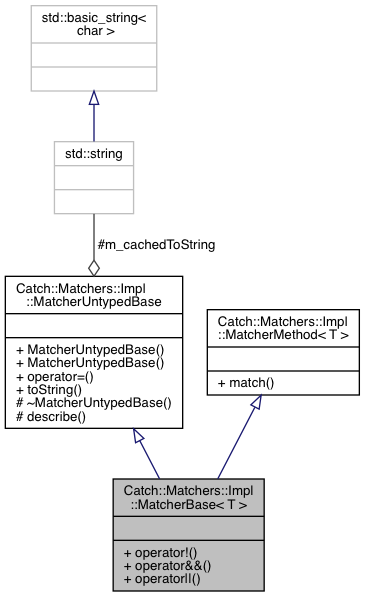 std::basic_string<
char >
std::string
#m_cachedToString
Catch::Matchers::Impl
::MatcherUntypedBase
+ MatcherUntypedBase()
+ MatcherUntypedBase()
+ operator=()
+ toString()
# ~MatcherUntypedBase()
# describe()
Catch::Matchers::Impl
::MatcherMethod< T >
+ match()
Catch::Matchers::Impl
::MatcherBase< T >
+ operator!()
+ operator&&()
+ operator||()